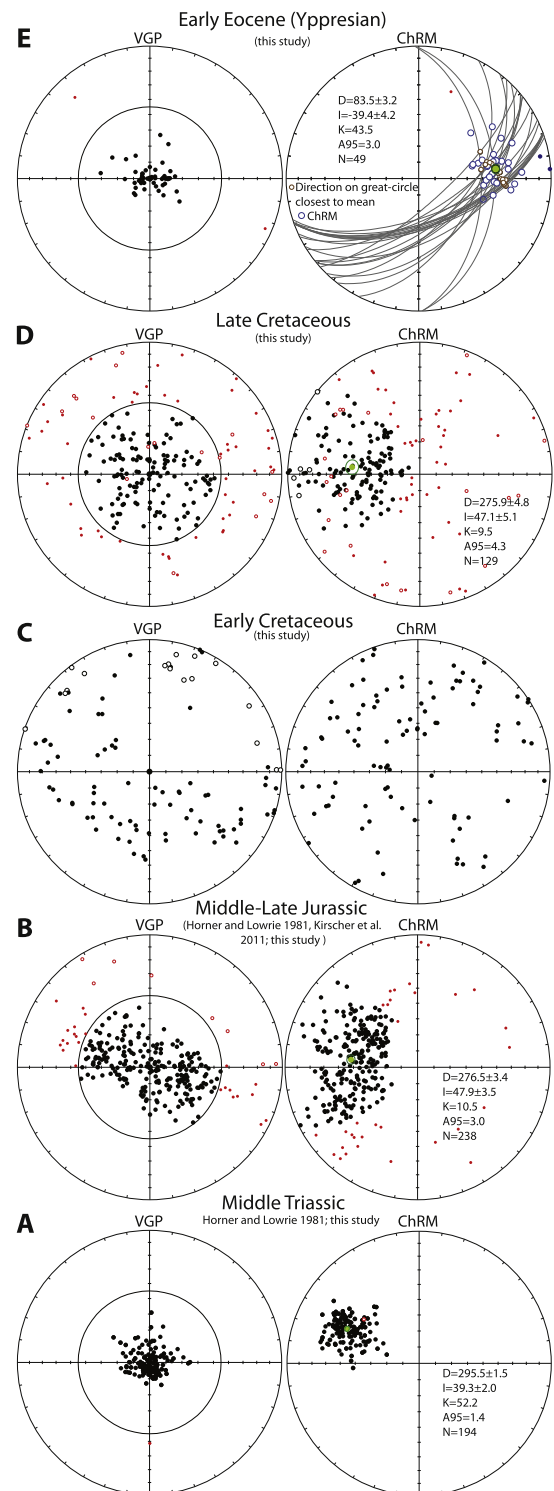 Early Eocene (Yppresian)
E
VGP
(this study)
ChRM
D=83.5±3.2
I=-39.4±4.2
K=43.5
A95=3.0
N=49
Direction on great-circle
closest to mean
ChRM
Late Cretaceous
D
VGP
(this study)
ChRM
D=275.9±4.8
I=47.1±5.1
K=9.5
A95=4.3
N=129
Early Cretaceous
C
VGP
(this study)
ChRM
Middle-Late Jurassic
B
VGP
(Horner and Lowrie 1981, Kirscher et al.
2011; this study )
ChRM
D=276.5±3.4
I=47.9±3.5
K=10.5
A95=3.0
N=238
Middle Triassic
A
VGP
Horner and Lowrie 1981; this study
ChRM
D=295.5±1.5
I=39.3±2.0
K=52.2
A95=1.4
N=194